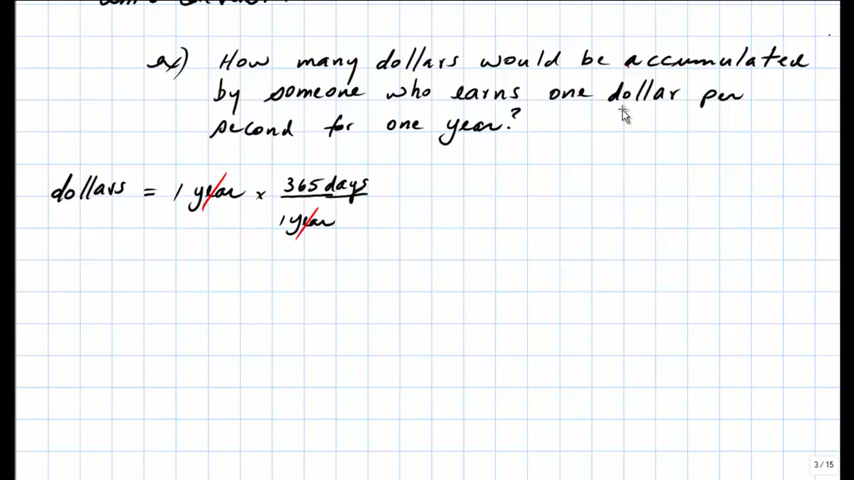 ex) How many dollars would be accumulated
by someone who earns one dollar per
second for one year?
dollars = 1 year × 365 days
1 year
3 / 15